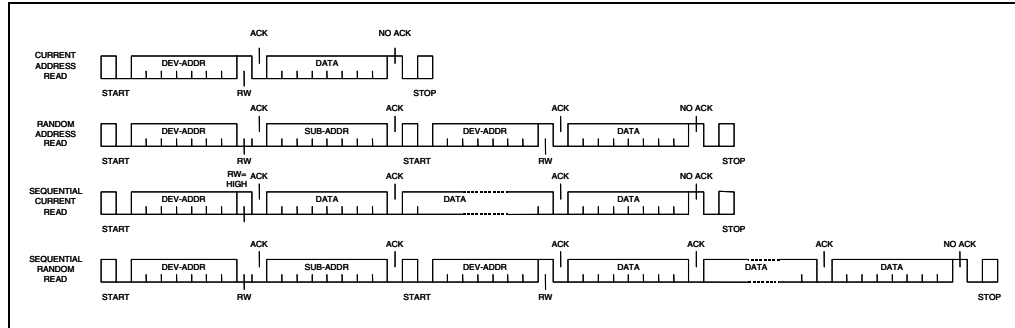 ACK NO ACK
CURRENT
ADDRESS
READ
DEV-ADDR DATA
START RW STOP
ACK ACK ACK NO ACK
RANDOM
ADDRESS
READ
DEV-ADDR SUB-ADDR DEV-ADDR DATA
START RW START RW STOP
RW=
HIGH
ACK ACK ACK NO ACK
SEQUENTIAL
CURRENT
READ
DEV-ADDR DATA DATA DATA
START STOP
ACK ACK ACK ACK ACK NO ACK
SEQUENTIAL
RANDOM
READ
DEV-ADDR SUB-ADDR DEV-ADDR DATA DATA DATA
START RW START RW STOP